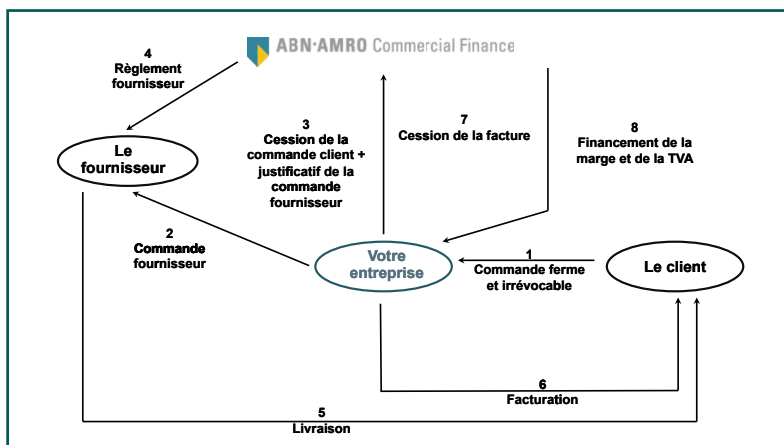 ABN·AMRO Commercial Finance
4
Règlement
fournisseur
3
Cession de la
commande client +
justificatif de la
commande
fournisseur
7
Cession de la facture
8
Financement de la
marge et de la TVA
Le
fournisseur
2
Commande
fournisseur
Votre
entreprise
1
Commande ferme
et irrévocable
Le client
6
Facturation
5
Livraison